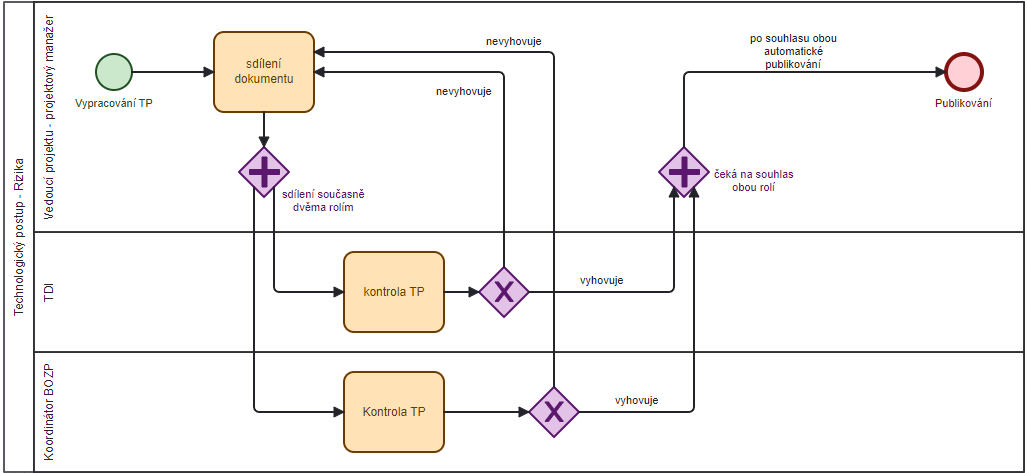 Technologický postup - Rizika
Vedoucí projektu - projektový manažer
Vypracování TP
sdílení
dokumentu
nevyhovuje
nevyhovuje
po souhlasu obou
automatické
publikování
Publikování
sdílení současně
dvěma rolím
čeká na souhlas
obou rolí
TDI
kontrola TP
vyhovuje
Koordinátor BOZP
Kontrola TP
vyhovuje